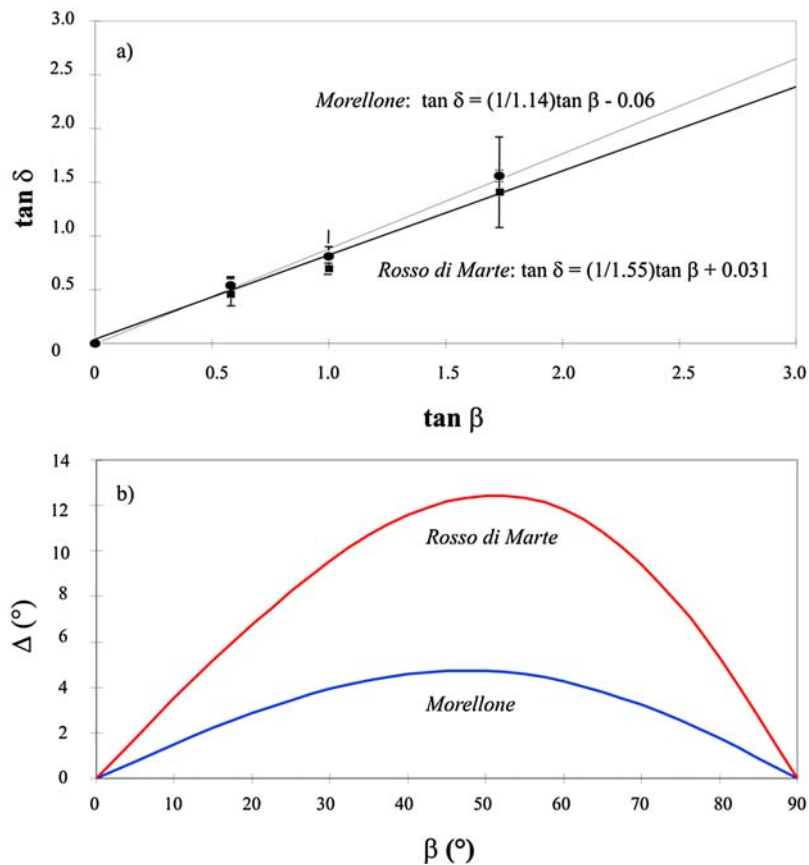 3.0
a)
2.5
Morellone: tan δ = (1/1.14)tan β - 0.06
2.0
tan δ
1.5
1.0
Rosso di Marte: tan δ = (1/1.55)tan β + 0.031
0.5
0
0 0.5 1.0 1.5 2.0 2.5 3.0
tan β
14
b)
12
Rosso di Marte
10
8
Δ (°)
6
4
Morellone
2
0
0 10 20 30 40 50 60 70 80 90
β (°)